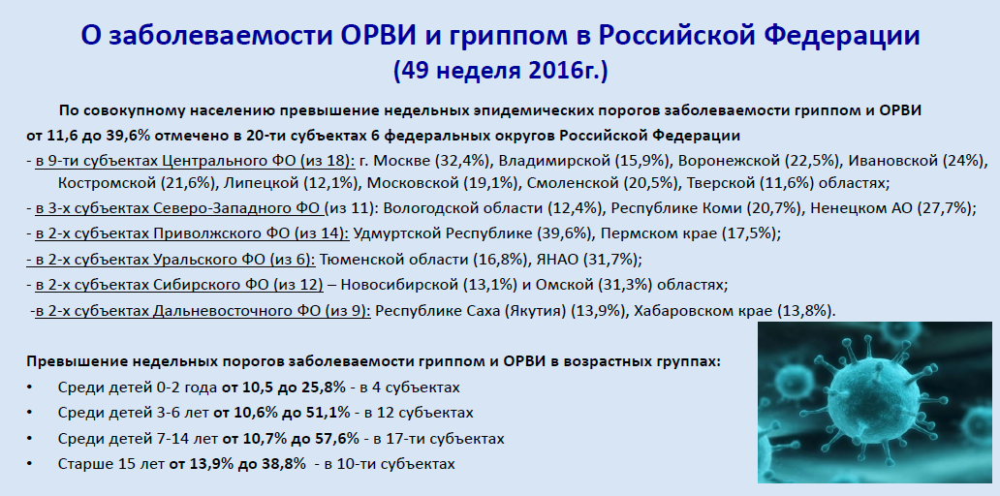 О заболеваемости ОРВИ и гриппом в Российской Федерации
(49 неделя 2016г.)
По совокупному населению превышение недельных эпидемических порогов заболеваемости гриппом и ОРВИ
от 11,6 до 39,6% отмечено в 20-ти субъектах 6 федеральных округов Российской Федерации
- в 9-ти субъектах Центрального ФО (из 18): г. Москве (32,4%), Владимирской (15,9%), Воронежской (22,5%), Ивановской (24%),
Костромской (21,6%), Липецкой (12,1%), Московской (19,1%), Смоленской (20,5%), Тверской (11,6%) областях;
- в 3-х субъектах Северо-Западного ФО (из 11): Вологодской области (12,4%), Республике Коми (20,7%), Ненецком АО (27,7%);
- в 2-х субъектах Приволжского ФО (из 14): Удмуртской Республике (39,6%), Пермском крае (17,5%);
- в 2-х субъектах Уральского ФО (из 6): Тюменской области (16,8%), ЯНАО (31,7%);
- в 2-х субъектах Сибирского ФО (из 12) – Новосибирской (13,1%) и Омской (31,3%) областях;
-в 2-х субъектах Дальневосточного ФО (из 9): Республике Саха (Якутия) (13,9%), Хабаровском крае (13,8%).
Превышение недельных порогов заболеваемости гриппом и ОРВИ в возрастных группах:
• Среди детей 0-2 года от 10,5 до 25,8% - в 4 субъектах
• Среди детей 3-6 лет от 10,6% до 51,1% - в 12 субъектах
• Среди детей 7-14 лет от 10,7% до 57,6% - в 17-ти субъектах
• Старше 15 лет от 13,9% до 38,8% - в 10-ти субъектах